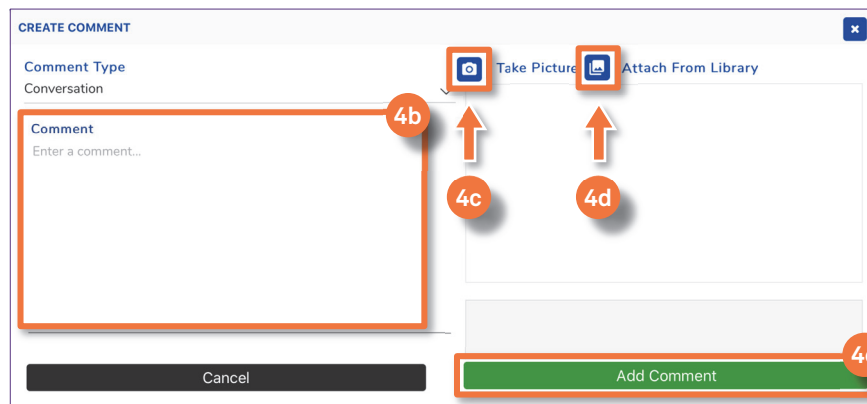 CREATE COMMENT
Comment Type
Conversation
Take Picture
Attach From Library
4b
Comment
Enter a comment...
4c
4d
Cancel
Add Comment